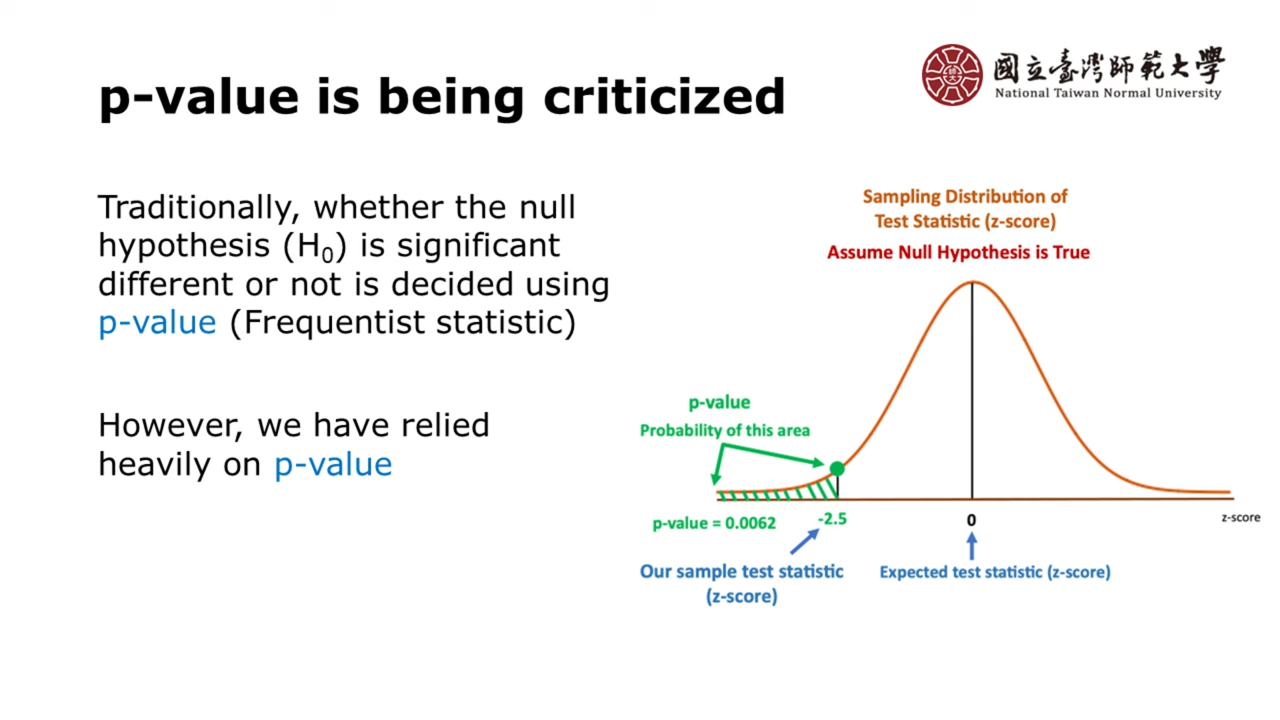 p-value is being criticized
國立臺灣師範大學
National Taiwan Normal University
Traditionally, whether the null
hypothesis (H₀) is significant
different or not is decided using
p-value (Frequentist statistic)
However, we have relied
heavily on p-value
Sampling Distribution of
Test Statistic (z-score)
Assume Null Hypothesis is True
p-value
Probability of this area
p-value = 0.0062
-2.5
0
z-score
Our sample test statistic
(z-score)
Expected test statistic (z-score)